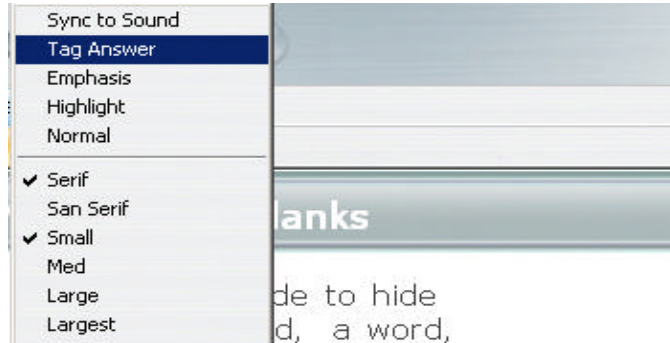 Sync to Sound
Tag Answer
Emphasis
Highlight
Normal
Serif
San Serif
Small
Med
Large
Largest
lanks
de to hide
d, a word,